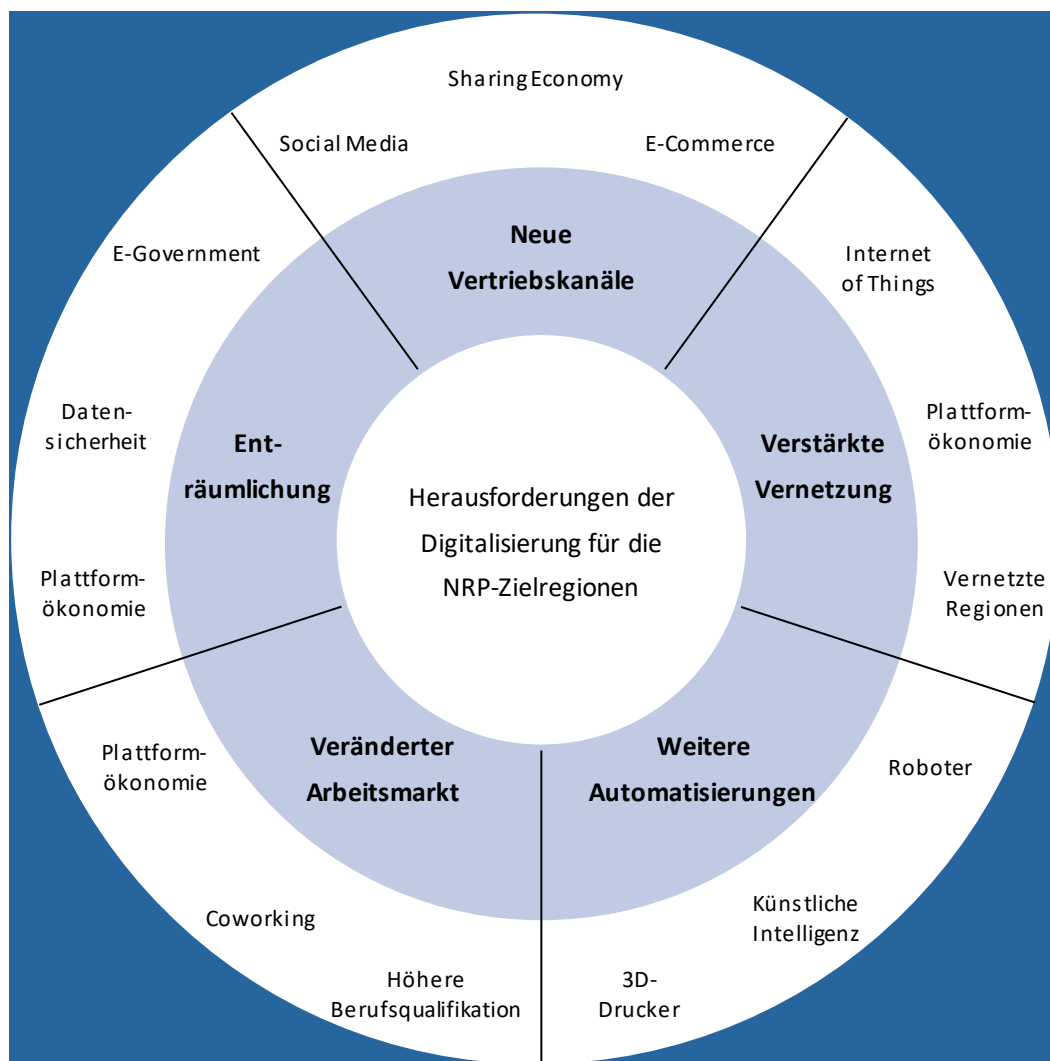 Sharing Economy
Social Media
E-Commerce
Neue
Vertriebskanäle
E-Government
Internet
of Things
Daten-
sicherheit
Plattform-
ökonomie
Ent-
räumlichung
Verstärkte
Vernetzung
Herausforderungen der
Digitalisierung für die
NRP-Zielregionen
Plattform-
ökonomie
Vernetzte
Regionen
Plattform-
ökonomie
Veränderter
Arbeitsmarkt
Weitere
Automatisierungen
Roboter
Coworking
Künstliche
Intelligenz
Höhere
Berufsqualifikation
3D-
Drucker